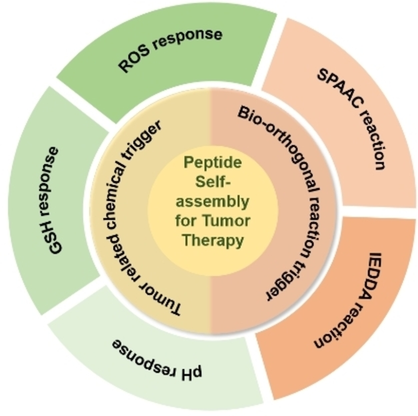 ROS response
SPAAC reaction
GSH response
Tumor related chemical trigger
Bio-orthogonal reaction trigger
Peptide
Self-
assembly
for Tumor
Therapy
IEDDA reaction
pH response